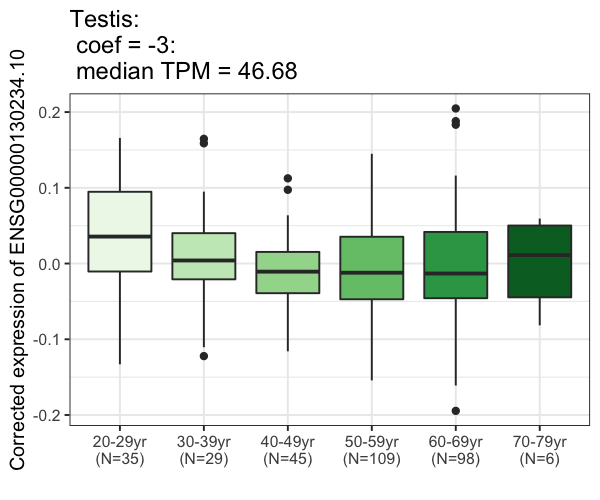 Testis:
coef = -3:
median TPM = 46.68
Corrected expression of ENSG00000130234.10
0.2
0.1
0.0
-0.1
-0.2
20-29yr 30-39yr 40-49yr 50-59yr 60-69yr 70-79yr
(N=35) (N=29) (N=45) (N=109) (N=98) (N=6)